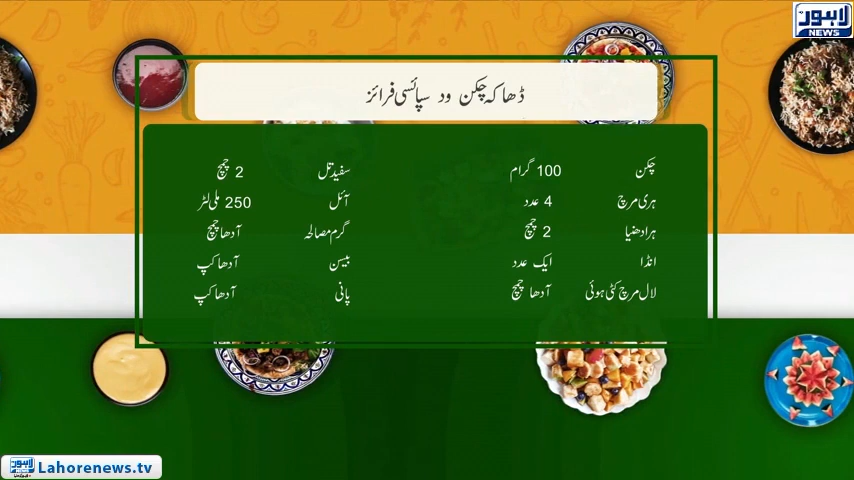 لاہور
NEWS
ڈھاکہ چکن ود سپائسی فرائز
چکن 100 گرام
ہری مرچ 4 عدد
ہرا دھنیا 2 چمچ
انڈا ایک عدد
لال مرچ کٹی ہوئی آدھا چمچ
سفید تل 2 چمچ
آئل 250 ملی لٹر
گرم مصالحہ آدھا چمچ
بیسن آدھا کپ
پانی آدھا کپ
لاہور
Lahorenews.tv